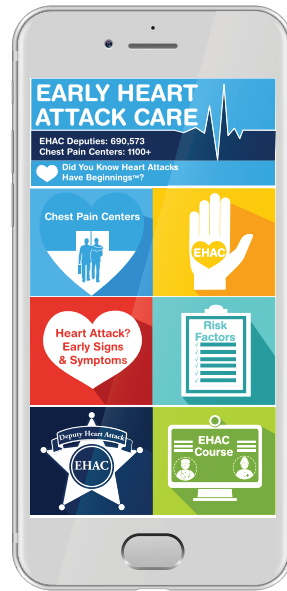 EARLY HEART
ATTACK CARE
EHAC Deputies: 690,573
Chest Pain Centers: 1100+
Did You Know Heart Attacks
Have Beginnings™?
Chest Pain Centers
EHAC
Heart Attack?
Early Signs
& Symptoms
Risk
Factors
Deputy Heart Attack
EHAC
EHAC
Course